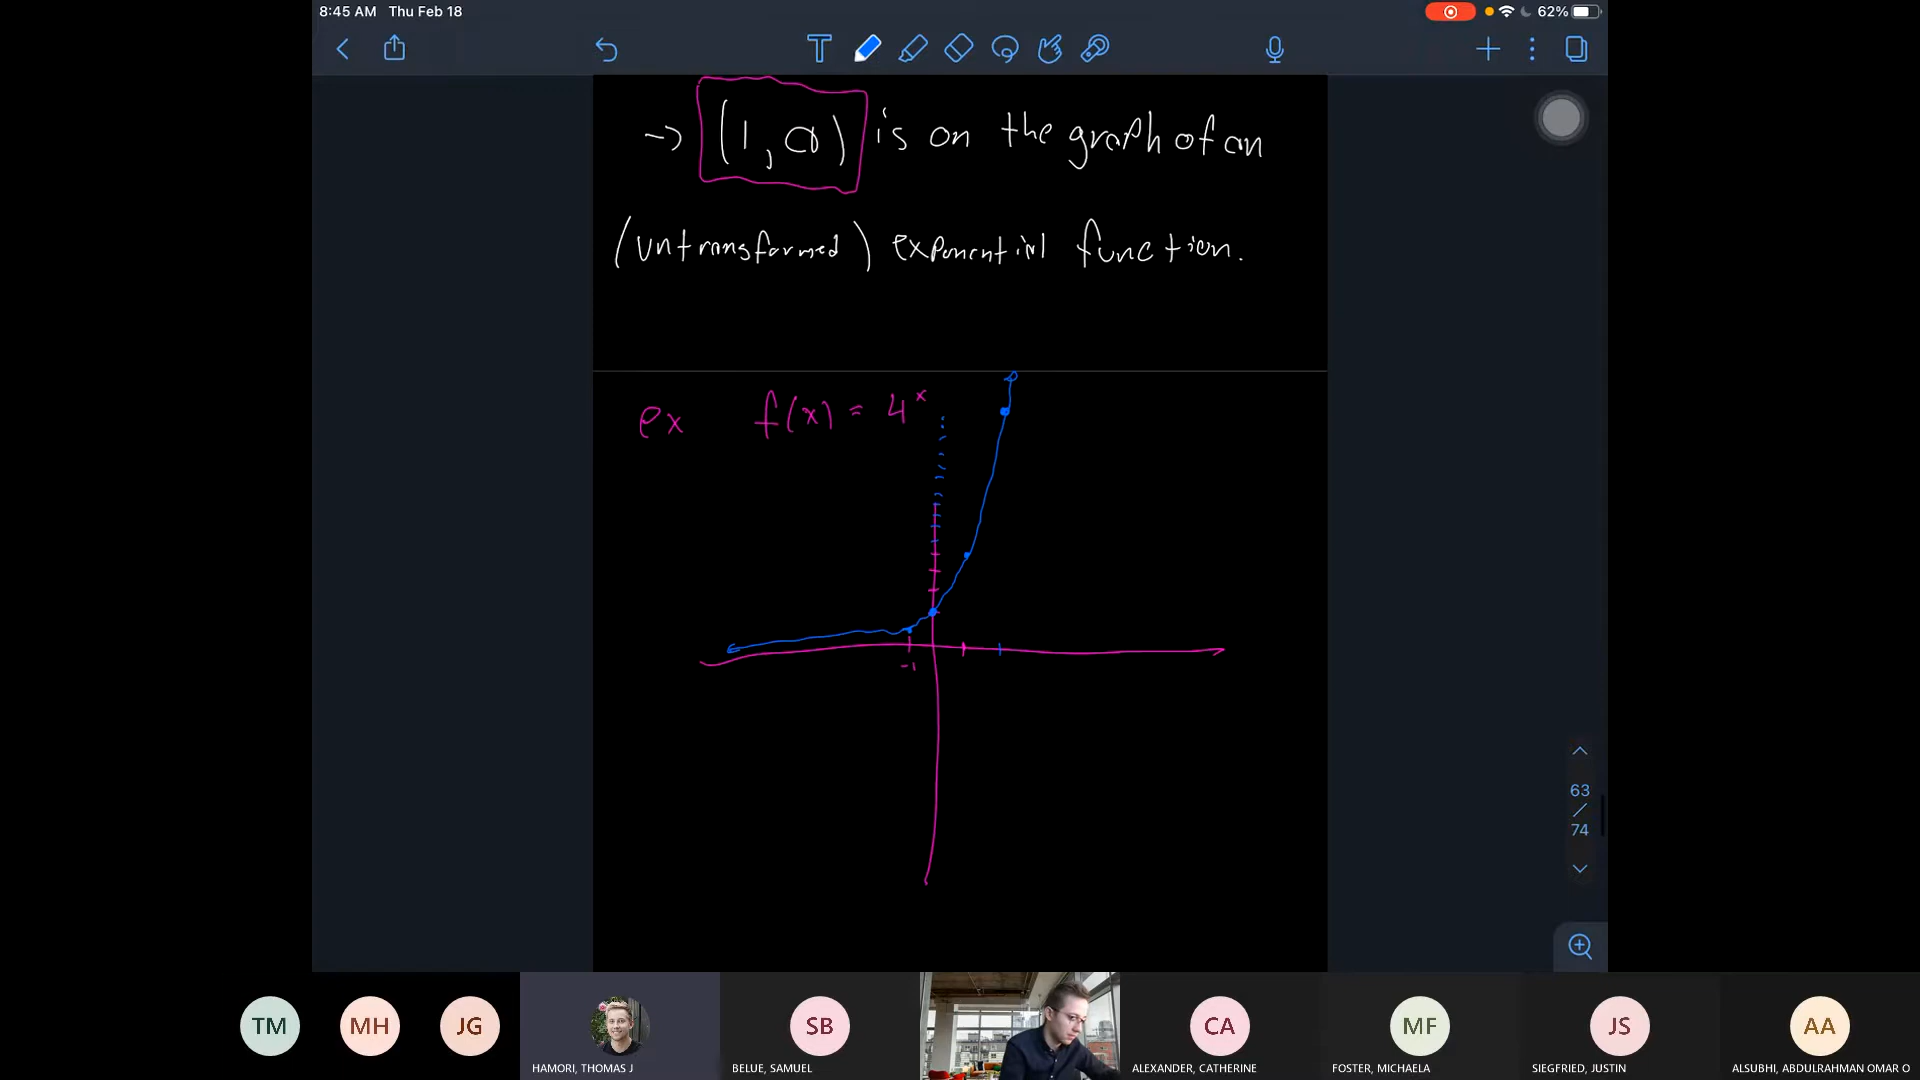 8:45 AM Thu Feb 18
62%
→ (1, a) is on the graph of an
(untransformed) exponential function.
ex f(x) = 4^x
-1
63
/
74
TM
MH
JG
SB
CA
MF
JS
AA
HAMORI, THOMAS J
BELUE, SAMUEL
ALEXANDER, CATHERINE
FOSTER, MICHAELA
SIEGFRIED, JUSTIN
ALSUBHI, ABDULRAHMAN OMAR O